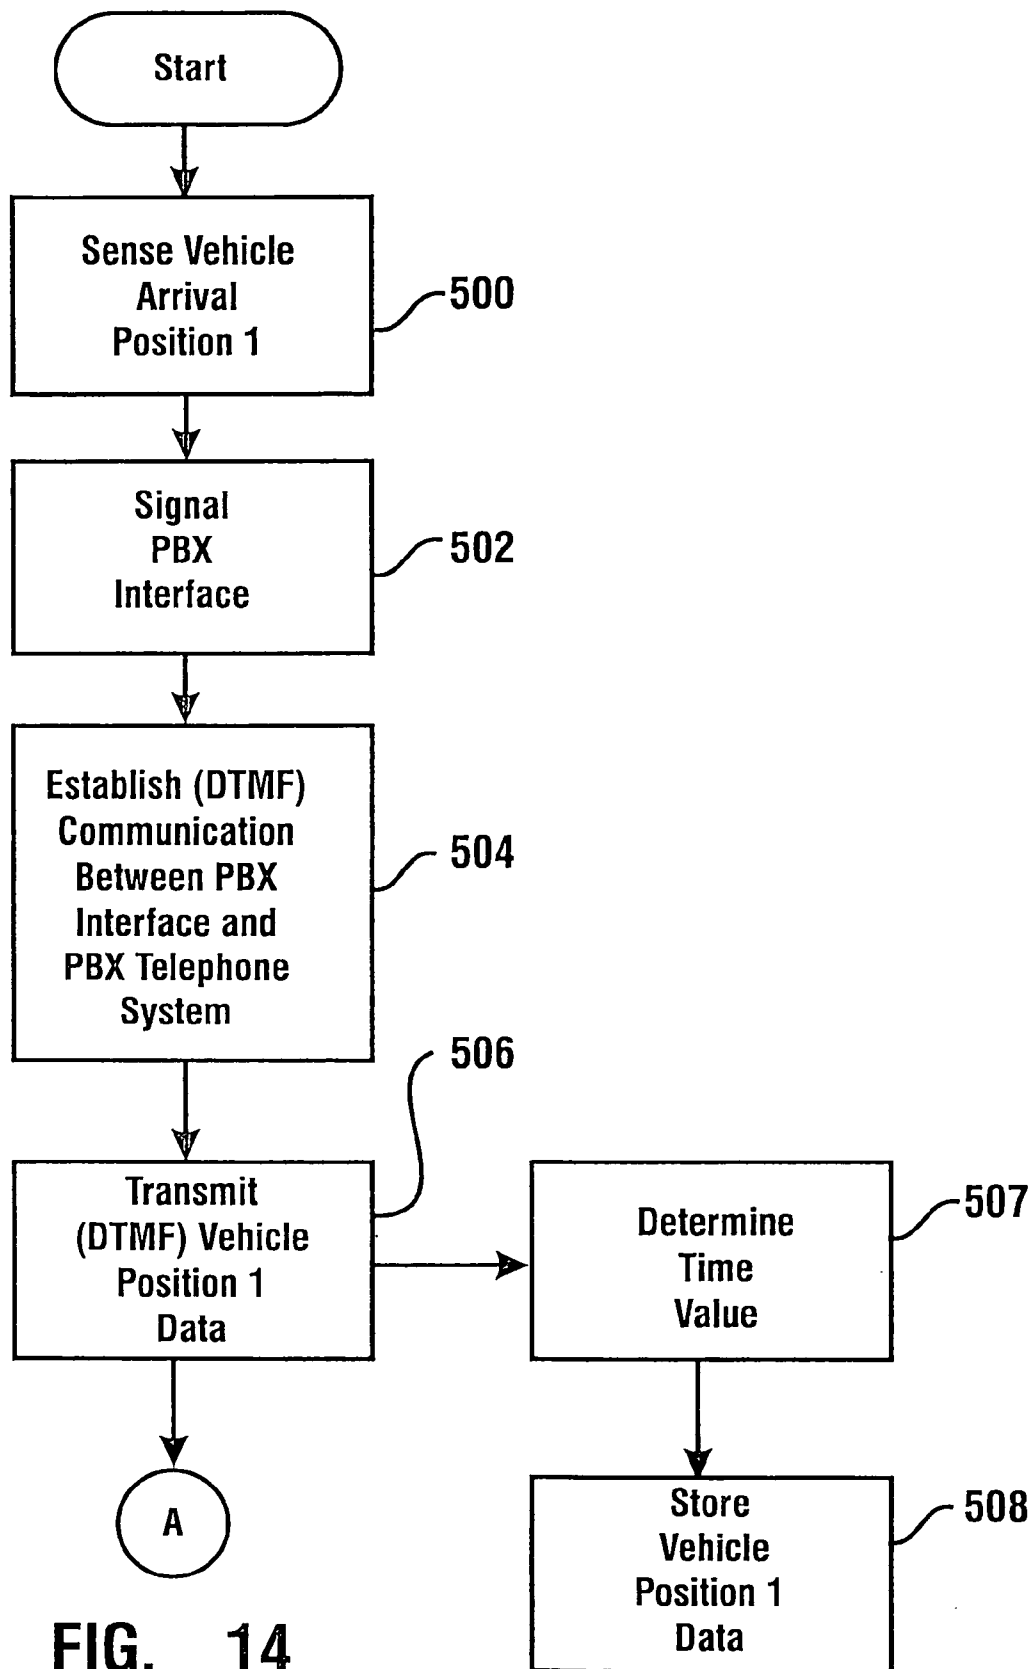 Start
Sense Vehicle
Arrival
Position 1
500
Signal
PBX
Interface
502
Establish (DTMF)
Communication
Between PBX
Interface and
PBX Telephone
System
504
506
Transmit
(DTMF) Vehicle
Position 1
Data
Determine
Time
Value
507
A
Store
Vehicle
Position 1
Data
508
FIG. 14